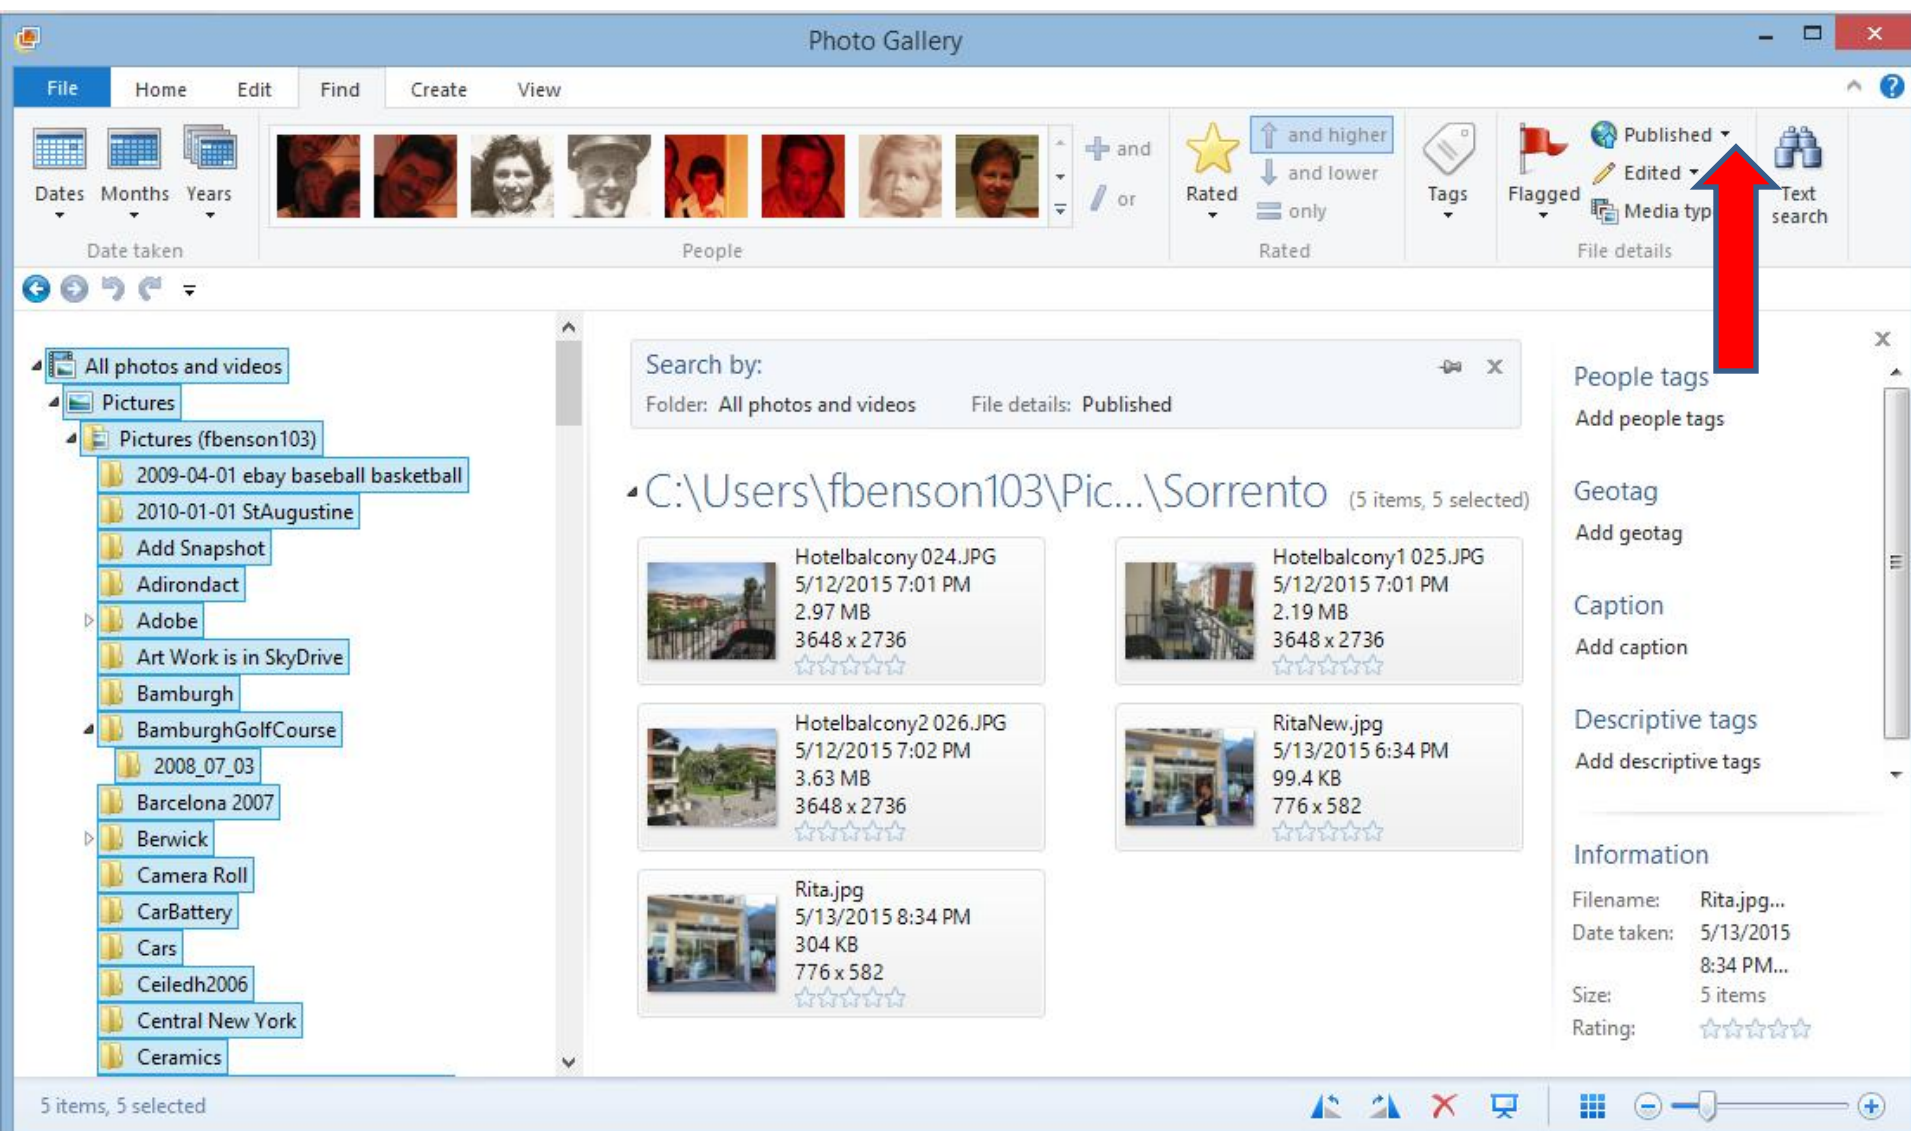 Photo Gallery
File Home Edit Find Create View
Dates Months Years
Date taken
People
and
or
Rated
and higher
and lower
only
Rated
Tags
Flagged
Published
Edited
Media typ
File details
Text
search
All photos and videos
Pictures
Pictures (fbenson103)
2009-04-01 ebay baseball basketball
2010-01-01 StAugustine
Add Snapshot
Adirondact
Adobe
Art Work is in SkyDrive
Bamburgh
BamburghGolfCourse
2008_07_03
Barcelona 2007
Berwick
Camera Roll
CarBattery
Cars
Ceiledh2006
Central New York
Ceramics
Search by:
Folder: All photos and videos File details: Published
C:\Users\fbenson103\Pic...\Sorrento (5 items, 5 selected)
Hotelbalcony 024.JPG
5/12/2015 7:01 PM
2.97 MB
3648 x 2736
Hotelbalcony1 025.JPG
5/12/2015 7:01 PM
2.19 MB
3648 x 2736
Hotelbalcony2 026.JPG
5/12/2015 7:02 PM
3.63 MB
3648 x 2736
RitaNew.jpg
5/13/2015 6:34 PM
99.4 KB
776 x 582
Rita.jpg
5/13/2015 8:34 PM
304 KB
776 x 582
People tags
Add people tags
Geotag
Add geotag
Caption
Add caption
Descriptive tags
Add descriptive tags
Information
Filename: Rita.jpg...
Date taken: 5/13/2015
8:34 PM...
Size: 5 items
Rating:
5 items, 5 selected